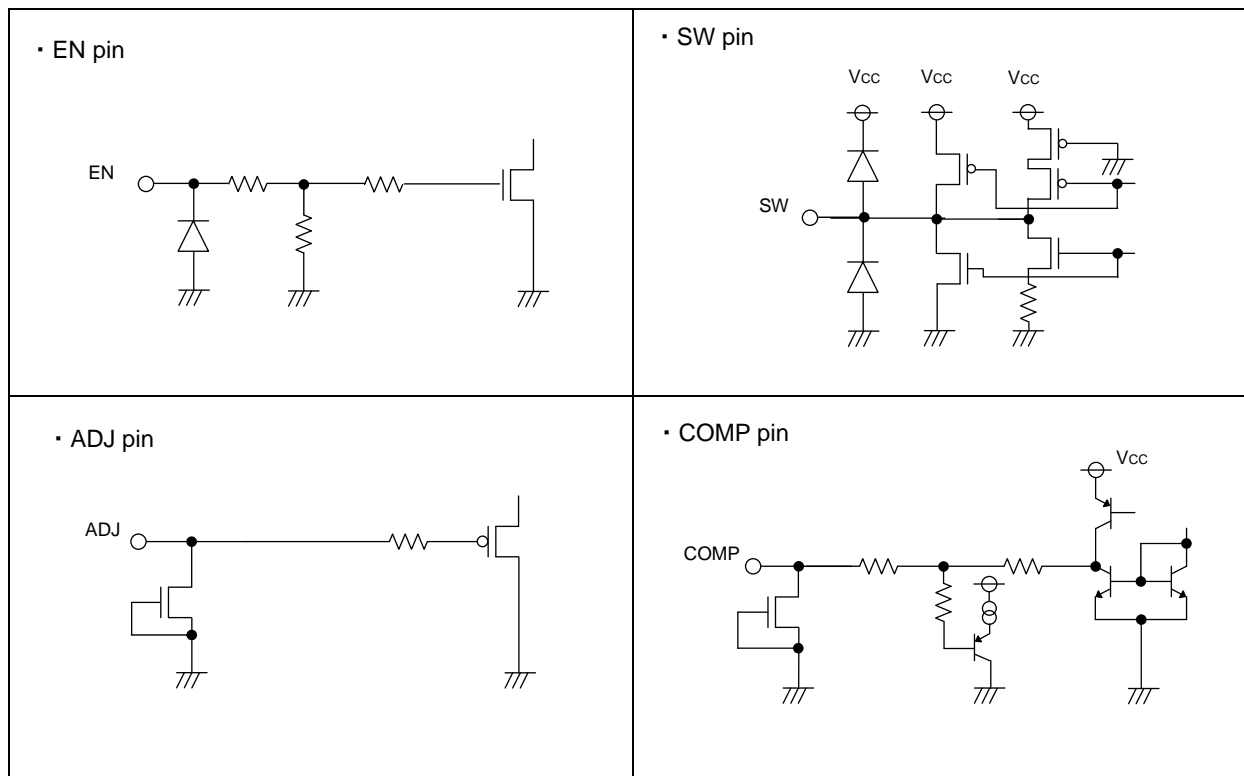 ・EN pin
EN
・SW pin
Vcc Vcc Vcc
SW
・ADJ pin
ADJ
・COMP pin
Vcc
COMP